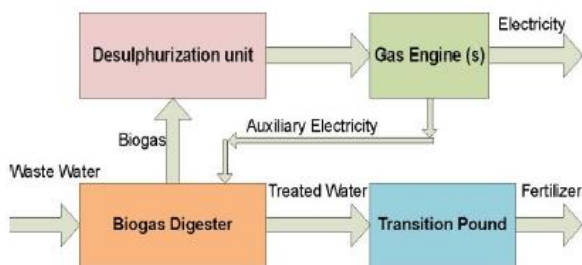 Electricity
Desulphurization unit
Gas Engine (s)
Biogas
Auxiliary Electricity
Waste Water
Treated Water
Fertilizer
Biogas Digester
Transition Pound